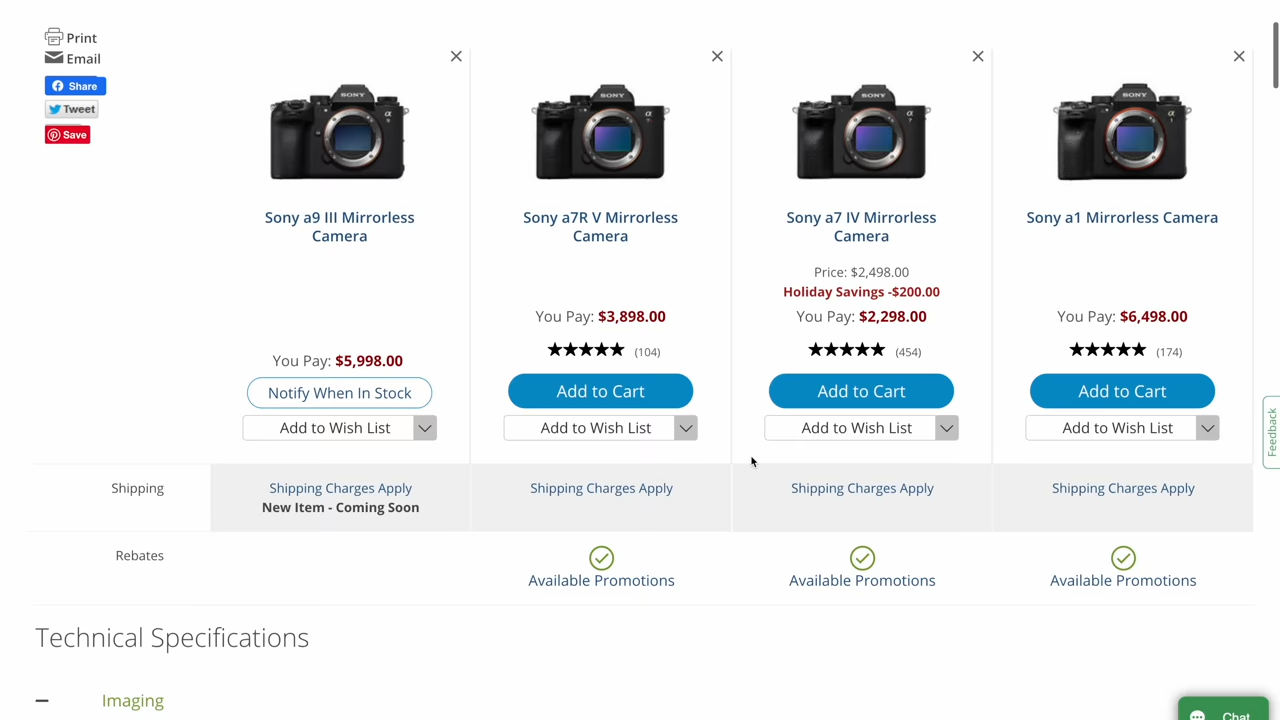 Print
Email
Share
Tweet
Save
SONY
SONY
SONY
SONY
Sony a9 III Mirrorless
Camera
Sony a7R V Mirrorless
Camera
Sony a7 IV Mirrorless
Camera
Sony a1 Mirrorless Camera
Price: $2,498.00
Holiday Savings -$200.00
You Pay: $5,998.00
You Pay: $3,898.00
You Pay: $2,298.00
You Pay: $6,498.00
(104)
(454)
(174)
Notify When In Stock
Add to Cart
Add to Cart
Add to Cart
Add to Wish List
Add to Wish List
Add to Wish List
Add to Wish List
Feedback
Shipping
Shipping Charges Apply
New Item - Coming Soon
Shipping Charges Apply
Shipping Charges Apply
Shipping Charges Apply
Rebates
Available Promotions
Available Promotions
Available Promotions
Technical Specifications
Imaging
Chat